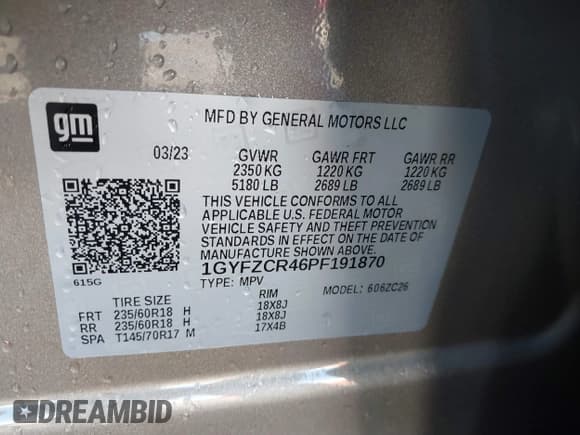 gm
MFD BY GENERAL MOTORS LLC
03/23 GVWR GAWR FRT GAWR RR
2350 KG 1220 KG 1220 KG
5180 LB 2689 LB 2689 LB
THIS VEHICLE CONFORMS TO ALL
APPLICABLE U.S. FEDERAL MOTOR
VEHICLE SAFETY AND THEFT PREVENTION
STANDARDS IN EFFECT ON THE DATE OF
MANUFACTURE SHOWN ABOVE.
1GYFZCR46PF191870
615G TYPE: MPV MODEL: 606ZC26
TIRE SIZE RIM
FRT 235/60R18 H 18X8J
RR 235/60R18 H 18X8J
SPA T145/70R17 M 17X4B
DREAMBID